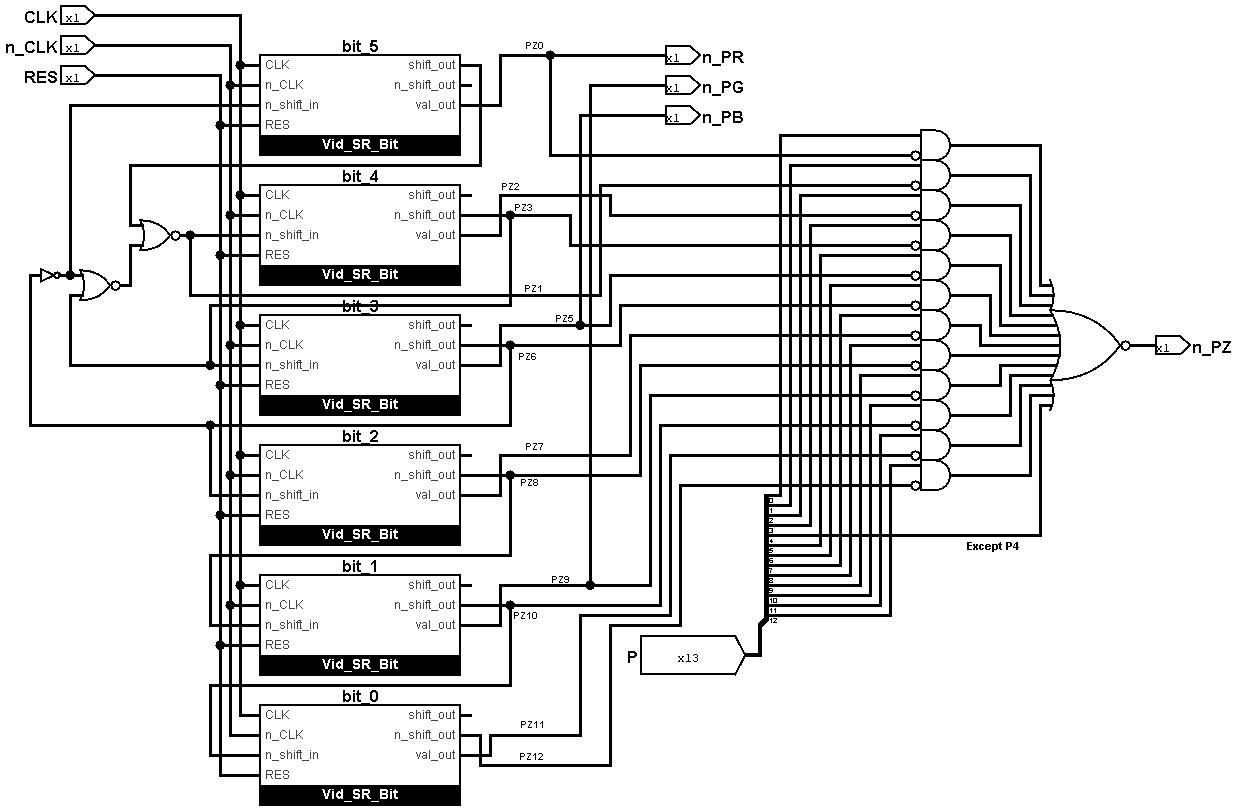 CLK x1
n_CLK x1
RES x1
bit_5
CLK shift_out
n_CLK n_shift_out
n_shift_in val_out
RES
Vid_SR_Bit
PZ0
x1 n_PR
x1 n_PG
x1 n_PB
bit_4
CLK shift_out
n_CLK n_shift_out
n_shift_in val_out
RES
Vid_SR_Bit
PZ2
PZ3
PZ1
bit_3
CLK shift_out
n_CLK n_shift_out
n_shift_in val_out
RES
Vid_SR_Bit
PZ5
PZ6
x1 n_PZ
bit_2
CLK shift_out
n_CLK n_shift_out
n_shift_in val_out
RES
Vid_SR_Bit
PZ7
PZ8
0
1
2
3
4
5
6
7
8
9
10
11
12
Except P4
bit_1
CLK shift_out
n_CLK n_shift_out
n_shift_in val_out
RES
Vid_SR_Bit
PZ9
PZ10
P x13
bit_0
CLK shift_out
n_CLK n_shift_out
n_shift_in val_out
RES
Vid_SR_Bit
PZ11
PZ12